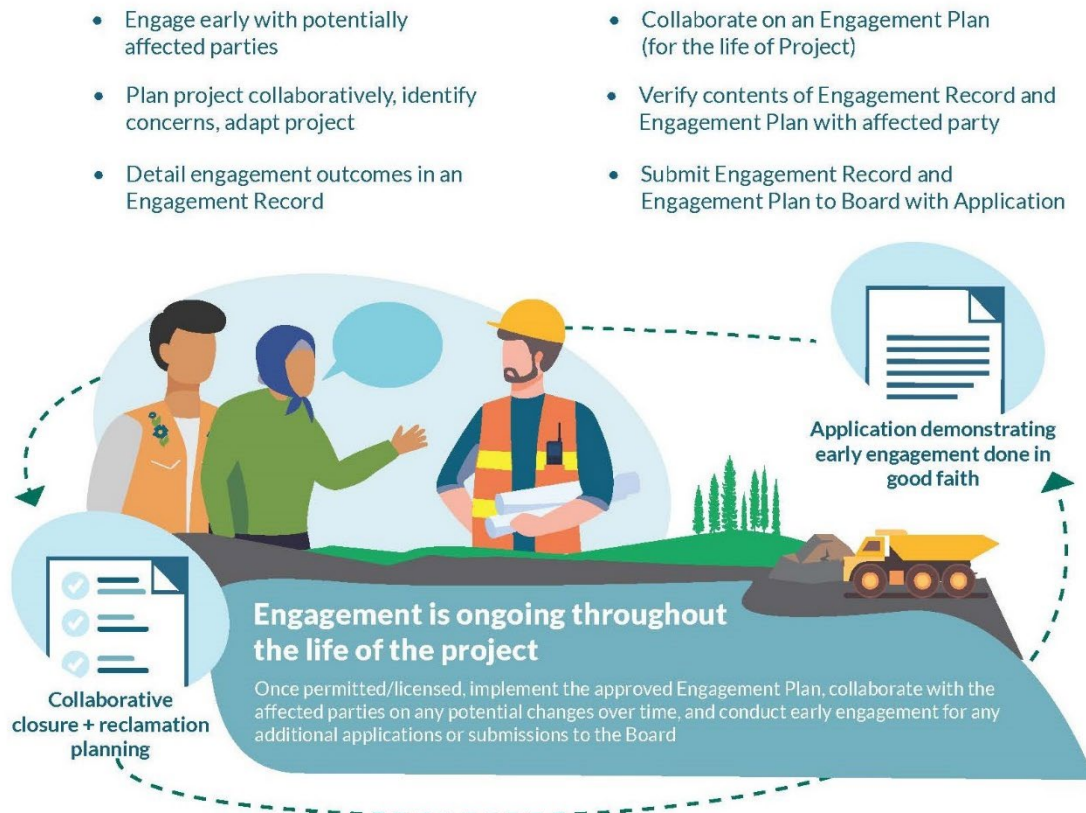 • Engage early with potentially
affected parties
• Plan project collaboratively, identify
concerns, adapt project
• Detail engagement outcomes in an
Engagement Record
• Collaborate on an Engagement Plan
(for the life of Project)
• Verify contents of Engagement Record and
Engagement Plan with affected party
• Submit Engagement Record and
Engagement Plan to Board with Application
Application demonstrating
early engagement done in
good faith
Engagement is ongoing throughout
the life of the project
Once permitted/licensed, implement the approved Engagement Plan, collaborate with the
affected parties on any potential changes over time, and conduct early engagement for any
additional applications or submissions to the Board
Collaborative
closure + reclamation
planning